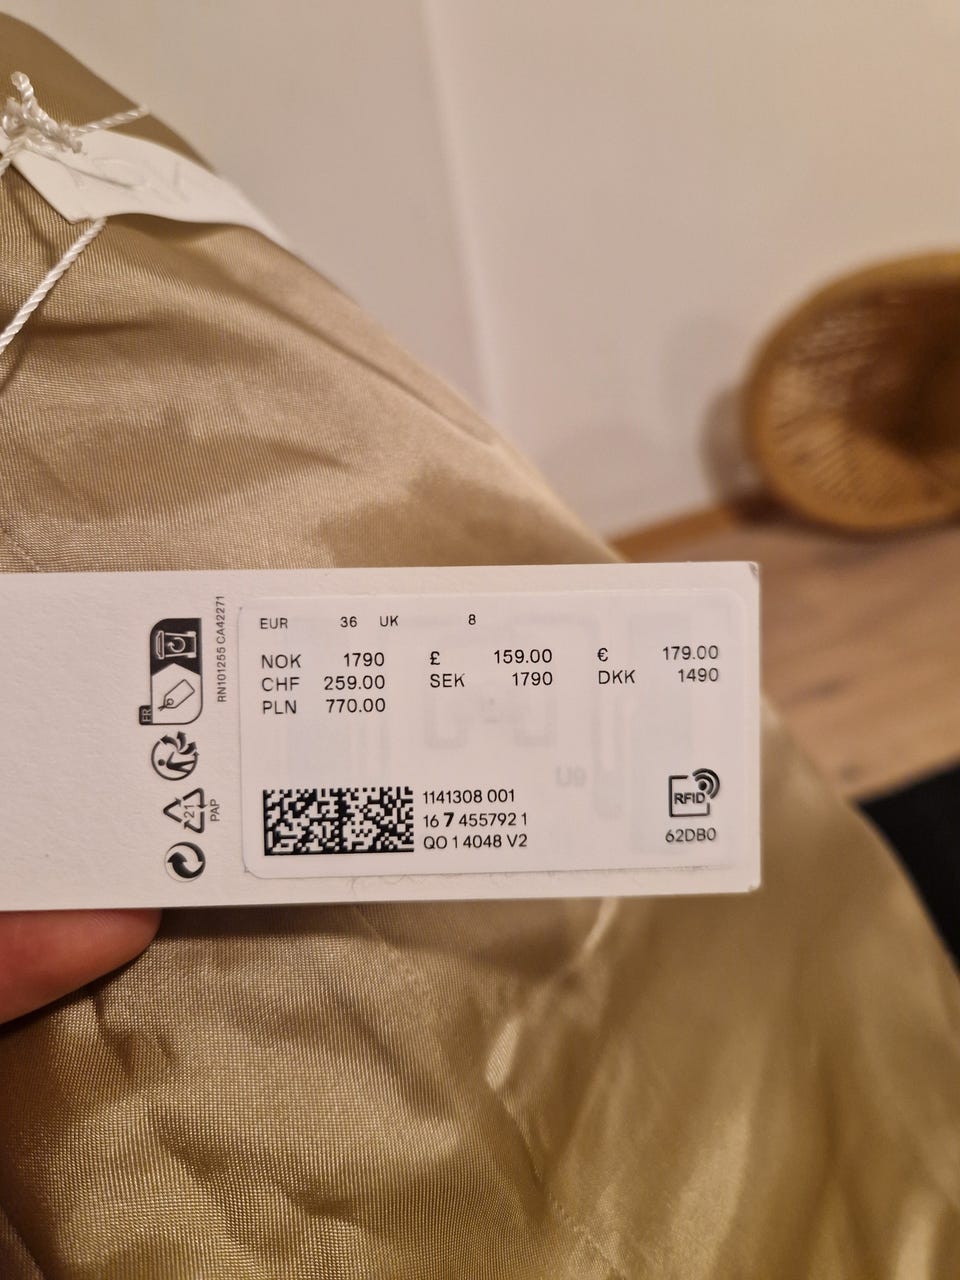 EUR 36 UK 8
NOK 1790 £ 159.00 € 179.00
CHF 259.00 SEK 1790 DKK 1490
PLN 770.00
1141308 001
16 7 455792 1
QO 1 4048 V2
RFID
62DB0
RN101255 CA42271
FR
21
PAP